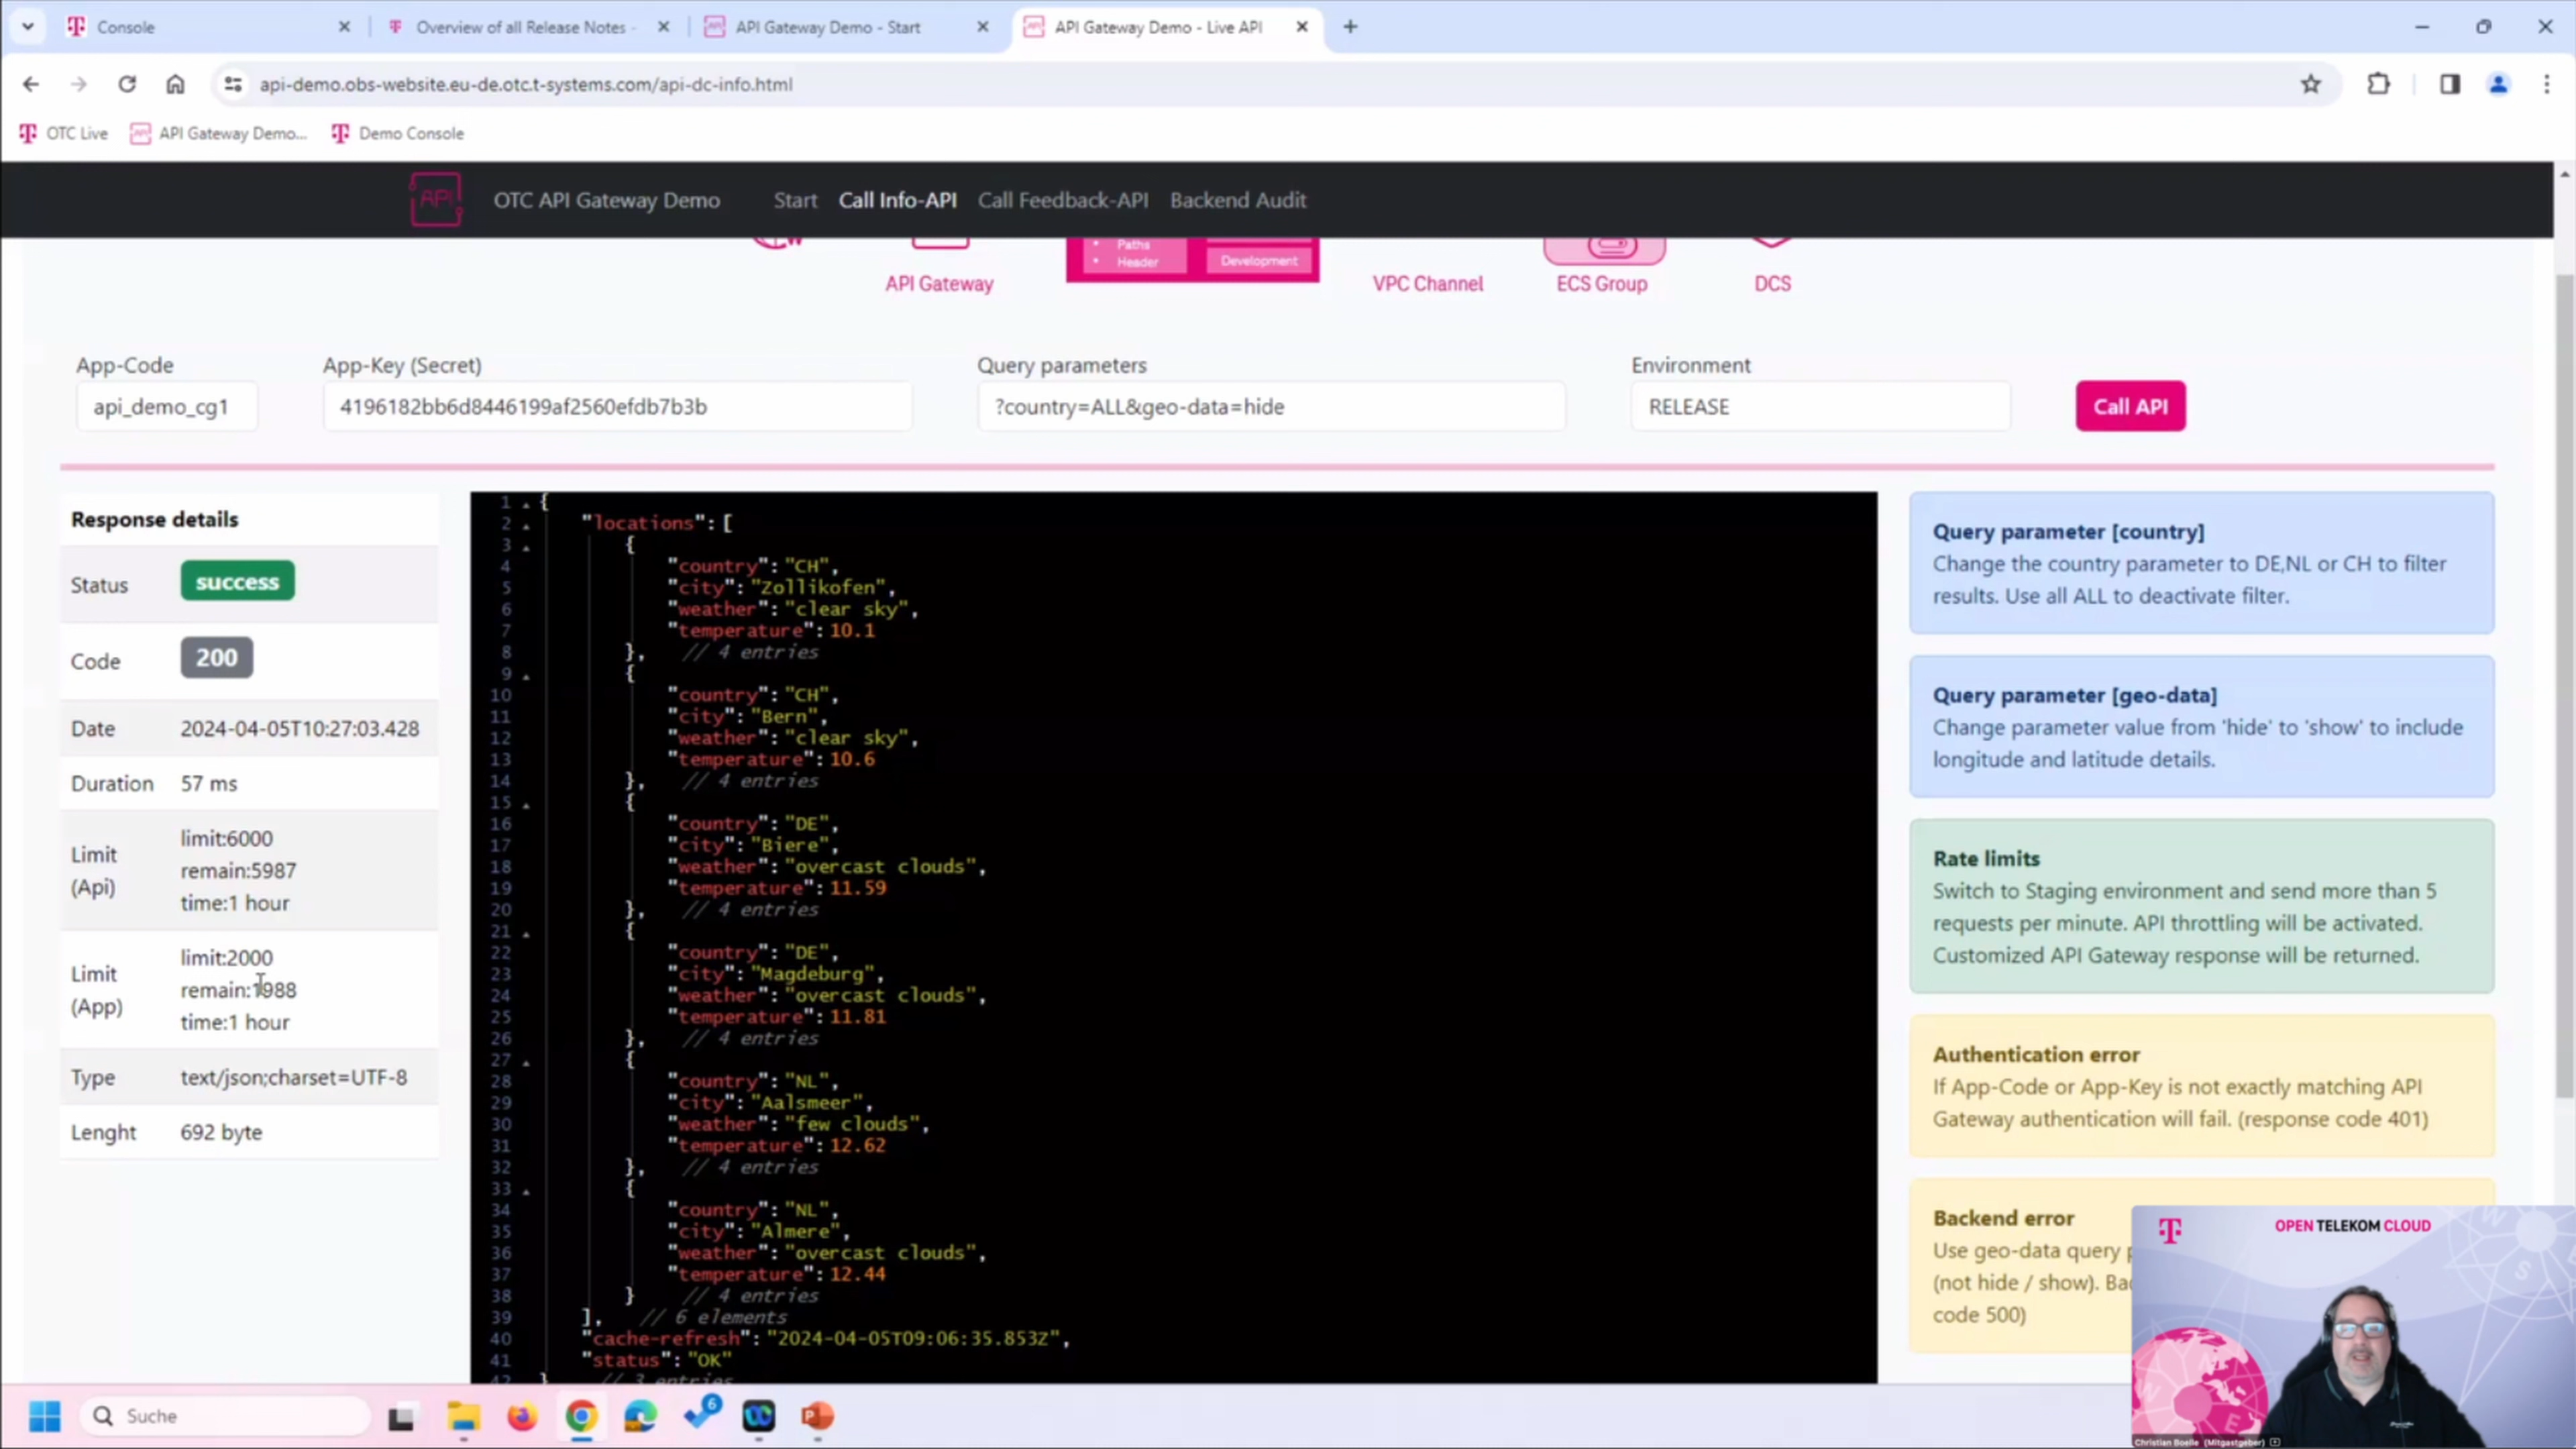 Console
Overview of all Release Notes -
API Gateway Demo - Start
API Gateway Demo - Live API
api-demo.obs-website.eu-de.otc.t-systems.com/api-dc-info.html
OTC Live
API Gateway Demo...
Demo Console
API
OTC API Gateway Demo
Start
Call Info-API
Call Feedback-API
Backend Audit
• Paths
• Header
Development
API Gateway
VPC Channel
ECS Group
DCS
App-Code
App-Key (Secret)
Query parameters
Environment
api_demo_cg1
4196182bb6d8446199af2560efdb7b3b
?country=ALL&geo-data=hide
RELEASE
Call API
Response details
Status success
Code 200
Date 2024-04-05T10:27:03.428
Duration 57 ms
Limit (Api)
limit:6000
remain:5987
time:1 hour
Limit (App)
limit:2000
remain:1988
time:1 hour
Type text/json;charset=UTF-8
Lenght 692 byte
1 {
2 "locations": [
3 {
4 "country": "CH",
5 "city": "Zollikofen",
6 "weather": "clear sky",
7 "temperature": 10.1
8 }, // 4 entries
9 {
10 "country": "CH",
11 "city": "Bern",
12 "weather": "clear sky",
13 "temperature": 10.6
14 }, // 4 entries
15 {
16 "country": "DE",
17 "city": "Biere",
18 "weather": "overcast clouds",
19 "temperature": 11.59
20 }, // 4 entries
21 {
22 "country": "DE",
23 "city": "Magdeburg",
24 "weather": "overcast clouds",
25 "temperature": 11.81
26 }, // 4 entries
27 {
28 "country": "NL",
29 "city": "Aalsmeer",
30 "weather": "few clouds",
31 "temperature": 12.62
32 }, // 4 entries
33 {
34 "country": "NL",
35 "city": "Almere",
36 "weather": "overcast clouds",
37 "temperature": 12.44
38 } // 4 entries
39 ], // 6 elements
40 "cache-refresh": "2024-04-05T09:06:35.853Z",
41 "status": "OK"
42 } // 3 entries
Query parameter [country]
Change the country parameter to DE,NL or CH to filter
results. Use all ALL to deactivate filter.
Query parameter [geo-data]
Change parameter value from 'hide' to 'show' to include
longitude and latitude details.
Rate limits
Switch to Staging environment and send more than 5
requests per minute. API throttling will be activated.
Customized API Gateway response will be returned.
Authentication error
If App-Code or App-Key is not exactly matching API
Gateway authentication will fail. (response code 401)
Backend error
Use geo-data query
(not hide / show).
code 500)
OPEN TELEKOM CLOUD
Christian Boelle (Mitgastgeber)
Suche
6